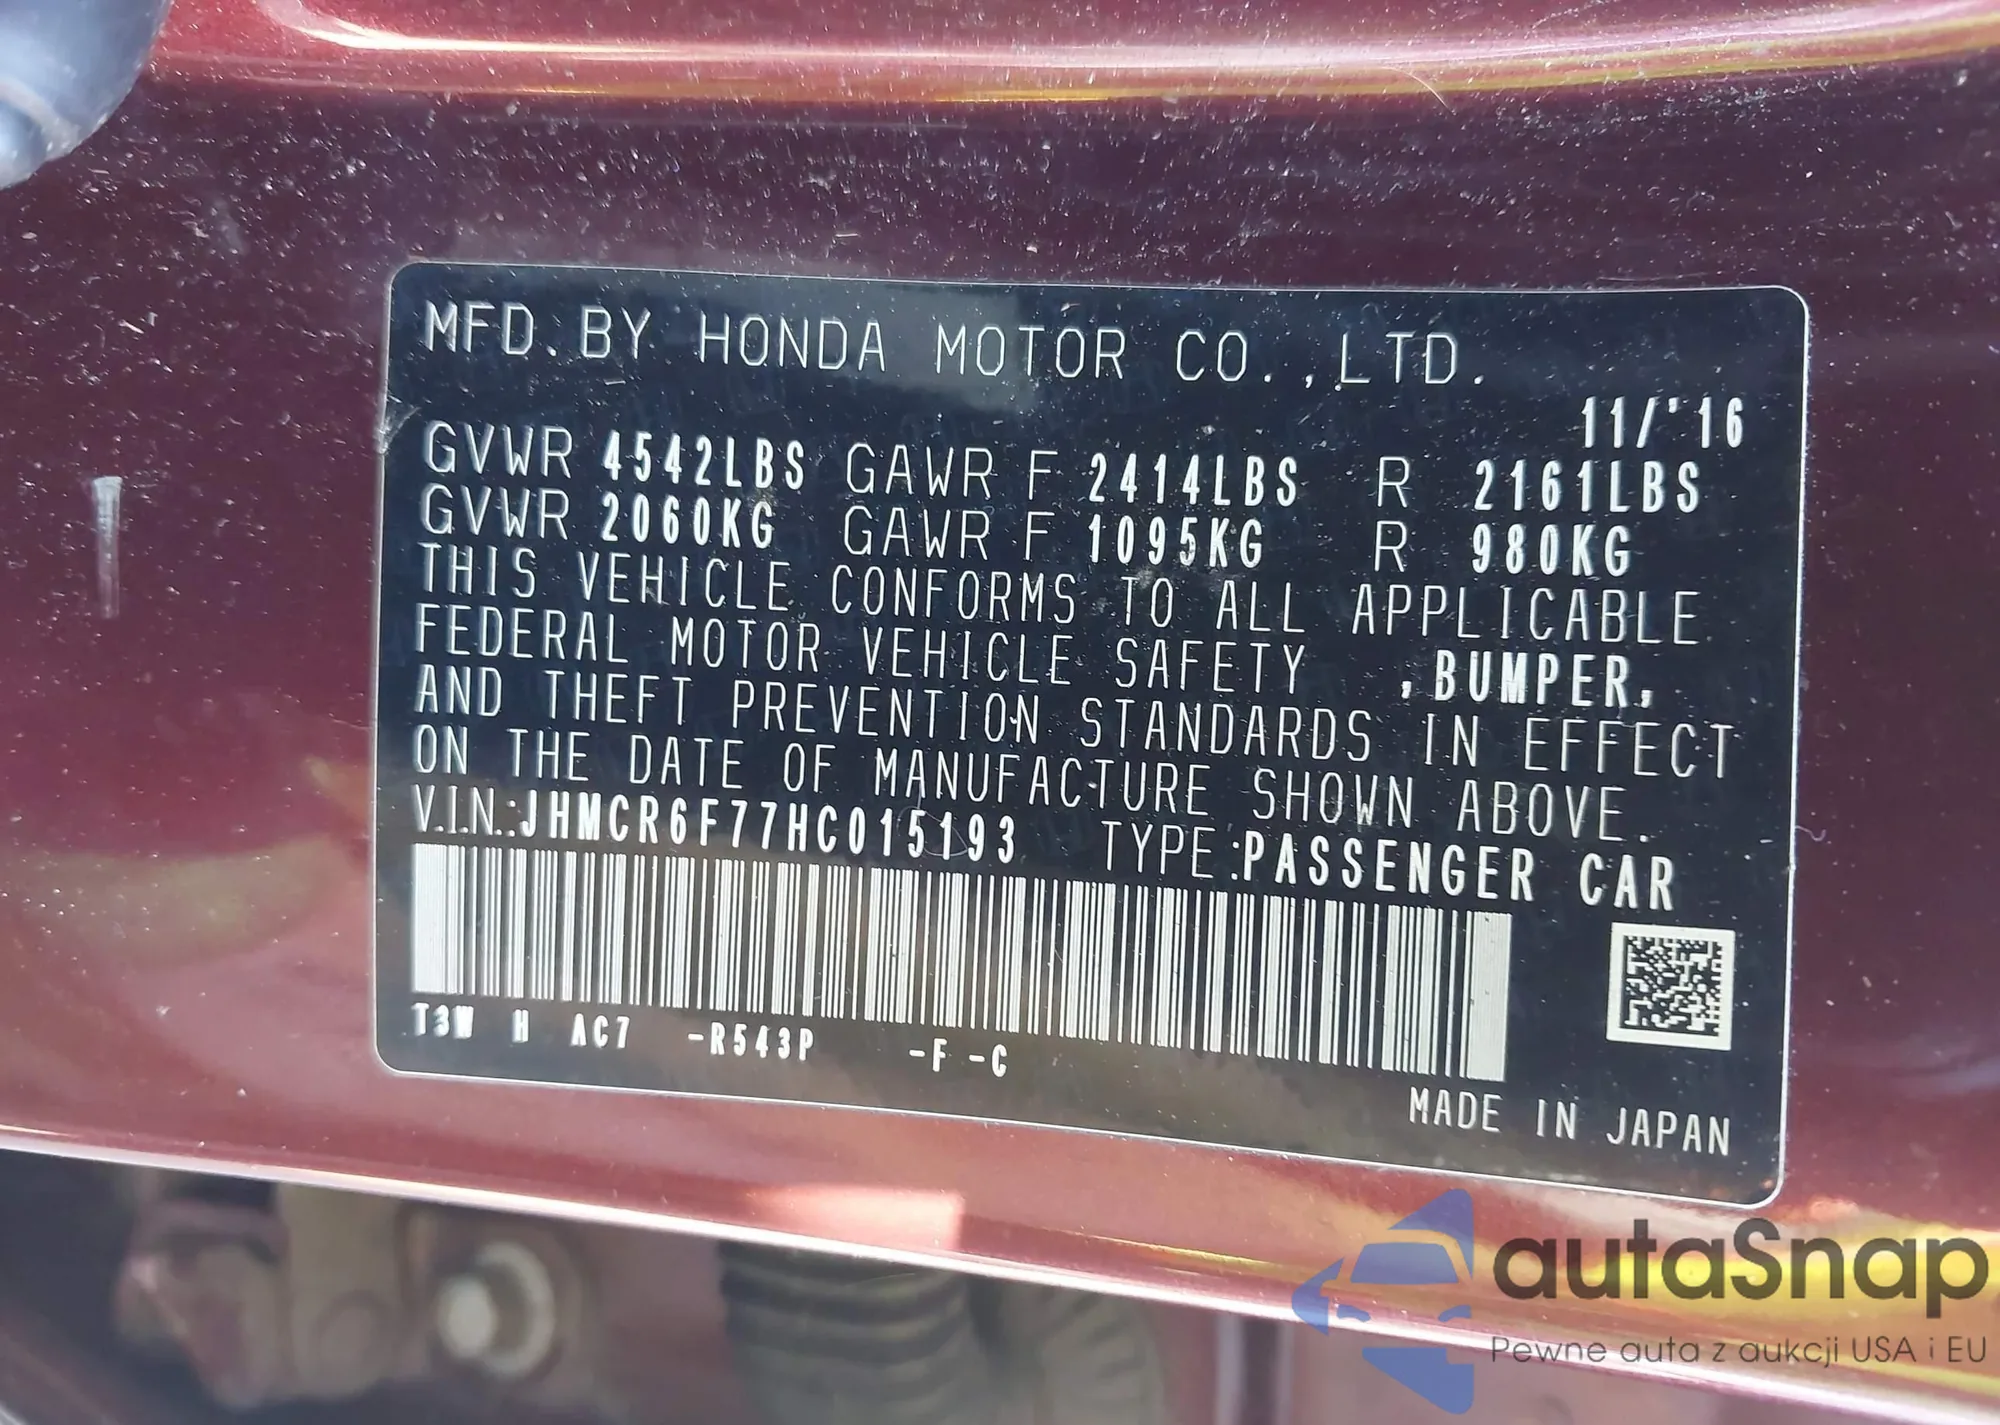 MFD. BY HONDA MOTOR CO., LTD.
11/'16
GVWR 4542LBS GAWR F 2414LBS R 2161LBS
GVWR 2060KG GAWR F 1095KG R 980KG
THIS VEHICLE CONFORMS TO ALL APPLICABLE
FEDERAL MOTOR VEHICLE SAFETY ,BUMPER,
AND THEFT PREVENTION STANDARDS IN EFFECT
ON THE DATE OF MANUFACTURE SHOWN ABOVE.
V.I.N.:JHMCR6F77HC015193 TYPE:PASSENGER CAR
T3W H AC7 -R543P -F -C
MADE IN JAPAN
autaSnap
Pewne auta z aukcji USA i EU